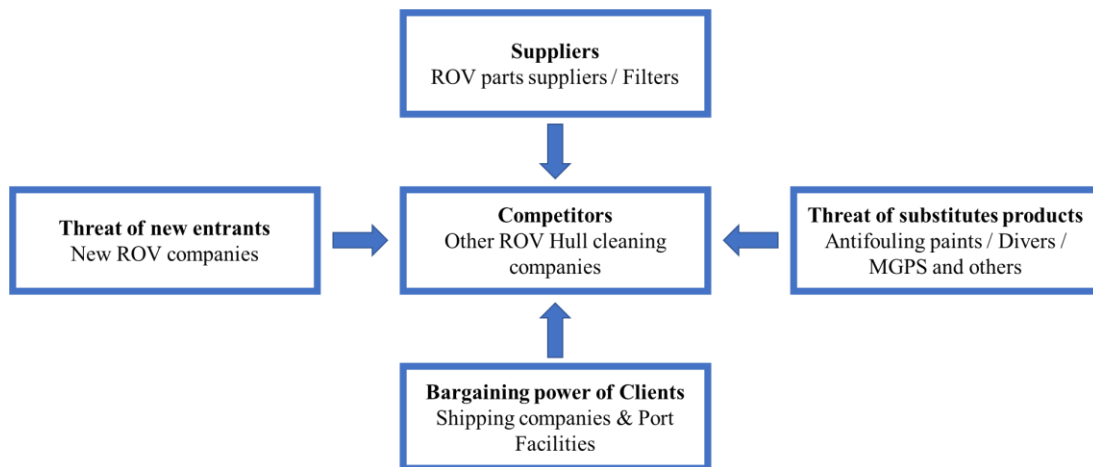 Suppliers
ROV parts suppliers / Filters
Threat of new entrants
New ROV companies
Competitors
Other ROV Hull cleaning
companies
Threat of substitutes products
Antifouling paints / Divers /
MGPS and others
Bargaining power of Clients
Shipping companies & Port
Facilities